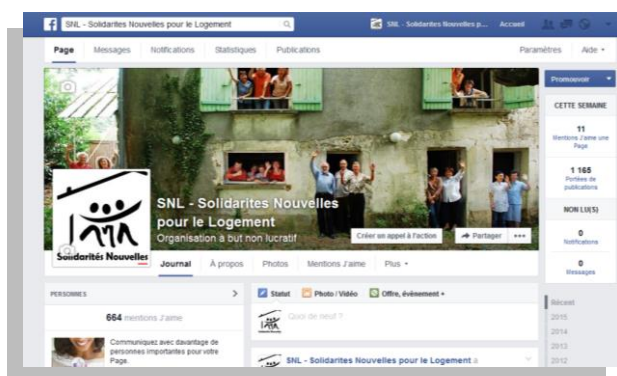 SNL - Solidarites Nouvelles pour le Logement
SNL - Solidarites Nouvelles p... Accueil
Page Messages Notifications Statistiques Publications Paramètres Aide
Promouvoir
CETTE SEMAINE
11
Mentions J'aime une
Page
1 165
Portées de
publications
NON LU(S)
0
Notifications
0
Messages
Récent
2015
2014
2013
2012
SNL - Solidarites Nouvelles
pour le Logement
Organisation à but non lucratif
Créer un appel à l'action Partager
Solidarités Nouvelles
Journal À propos Photos Mentions J'aime Plus
PERSONNES
664 mentions J'aime
Communiquez avec davantage de
personnes importantes pour votre
Page.
Statut Photo / Vidéo Offre, évènement +
Quoi de neuf ?
SNL - Solidarites Nouvelles pour le Logement a